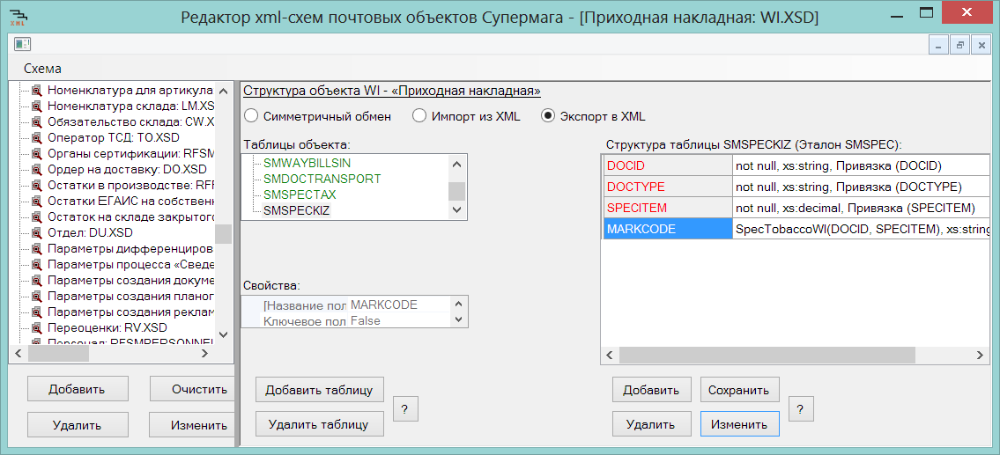 XML
Редактор xml-схем почтовых объектов Супермага - [Приходная накладная: WI.XSD]
Схема
Номенклатура для артикула
Номенклатура склада: LM.XS
Обязательство склада: CW.X
Оператор ТСД: TO.XSD
Органы сертификации: RFSM
Ордер на доставку: DO.XSD
Остатки в производстве: RFF
Остатки ЕГАИС на собствен
Остаток на складе закрытого
Отдел: DU.XSD
Параметры дифференциров
Параметры процесса «Сведе
Параметры создания докуме
Параметры создания планог
Параметры создания реклам
Переоценки: RV.XSD
Персонал: RFSMPERSONNEL
Добавить
Очистить
Удалить
Изменить
Структура объекта WI - «Приходная накладная»
Симметричный обмен
Импорт из XML
Экспорт в XML
Таблицы объекта:
SMWAYBILLSIN
SMDOCTRANSPORT
SMSPECTAX
SMSPECKIZ
Свойства:
[Название пол MARKCODE
Ключевое пол False
Добавить таблицу
Удалить таблицу
?
Структура таблицы SMSPECKIZ (Эталон SMSPEC):
DOCID not null, xs:string, Привязка (DOCID)
DOCTYPE not null, xs:string, Привязка (DOCTYPE)
SPECITEM not null, xs:decimal, Привязка (SPECITEM)
MARKCODE SpecTobaccoWI(DOCID, SPECITEM), xs:string
Добавить
Сохранить
Удалить
Изменить
?